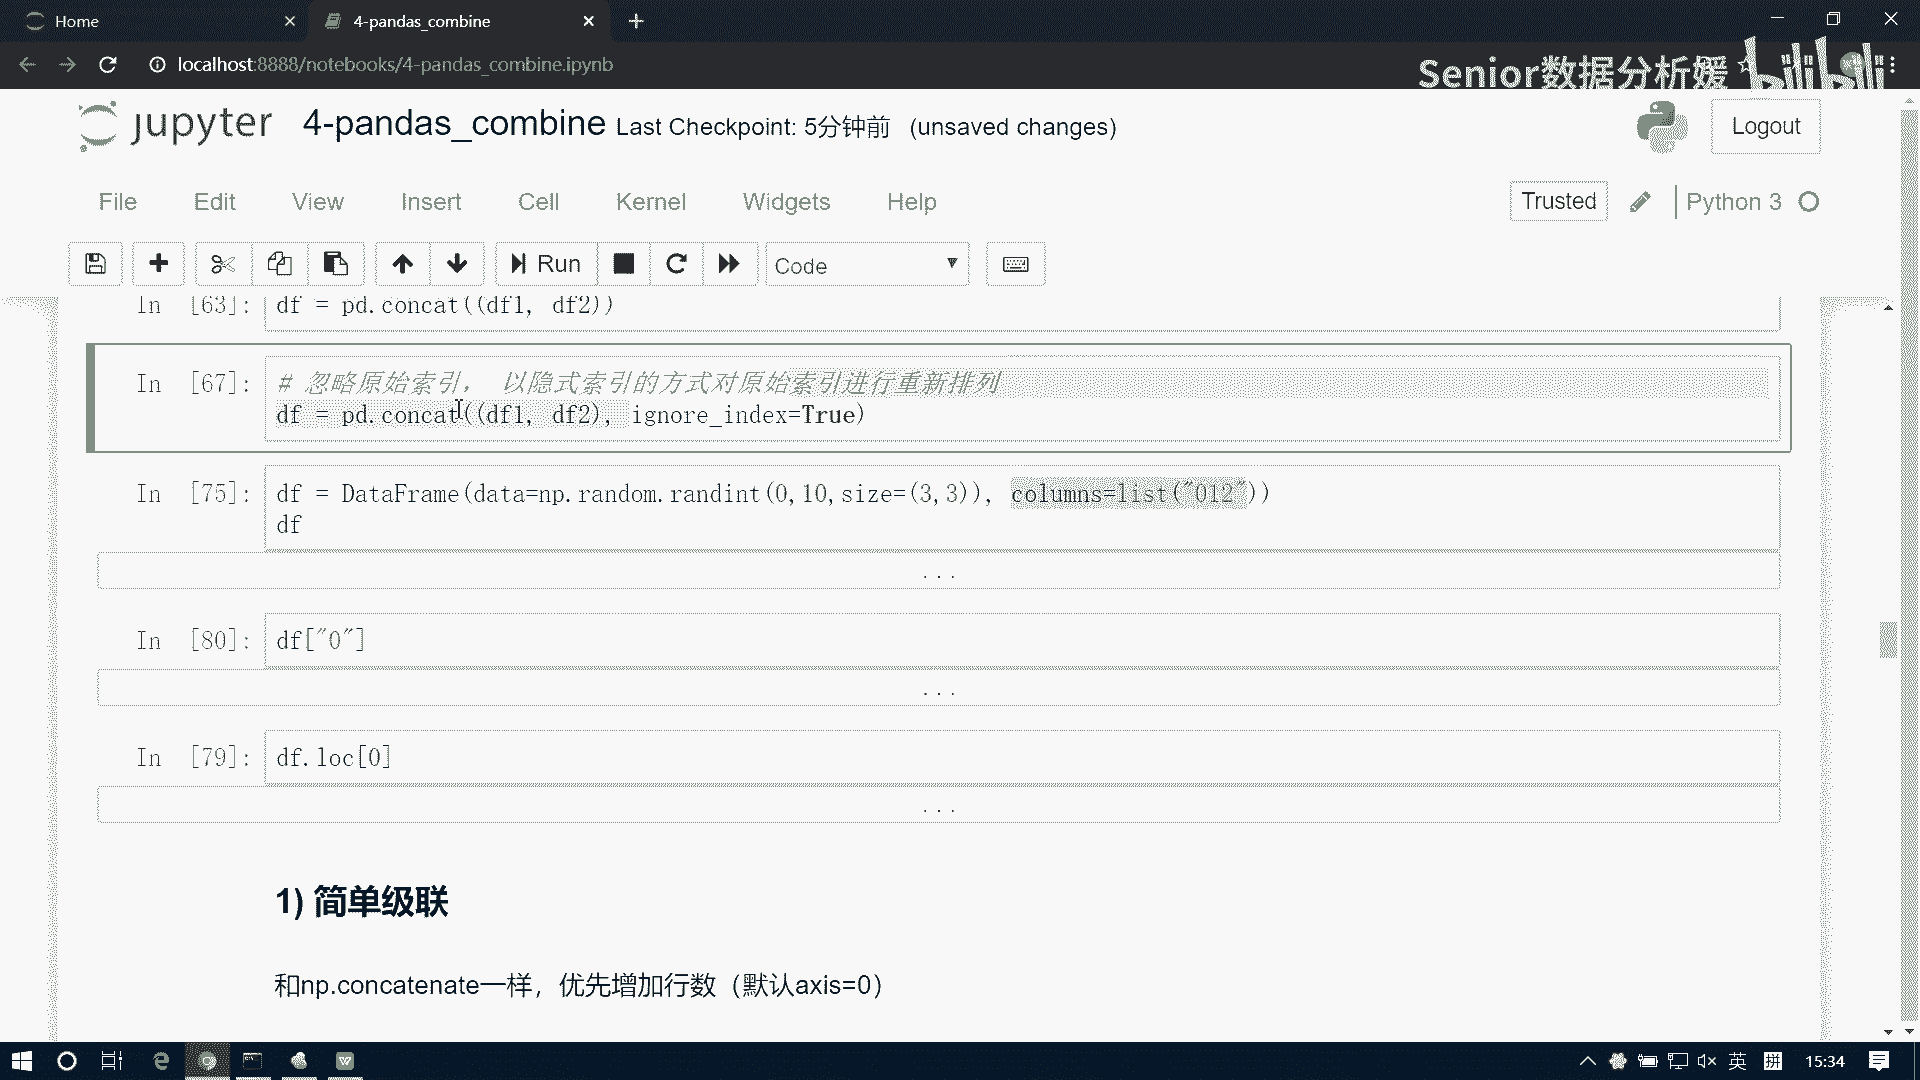 Home
4-pandas_combine
localhost:8888/notebooks/4-pandas_combine.ipynb
Senior数据分析媛
bilibili
jupyter 4-pandas_combine Last Checkpoint: 5分钟前 (unsaved changes)
Logout
File Edit View Insert Cell Kernel Widgets Help
Trusted
Python 3
Run
Code
In [63]: df = pd.concat((df1, df2))
In [67]: # 忽略原始索引， 以隐式索引的方式对原始索引进行重新排列
df = pd.concat((df1, df2), ignore_index=True)
In [75]: df = DataFrame(data=np.random.randint(0,10,size=(3,3)), columns=list("012"))
df
...
In [80]: df["0"]
...
In [79]: df.loc[0]
...
1) 简单级联
和np.concatenate一样，优先增加行数（默认axis=0）
英
拼
15:34